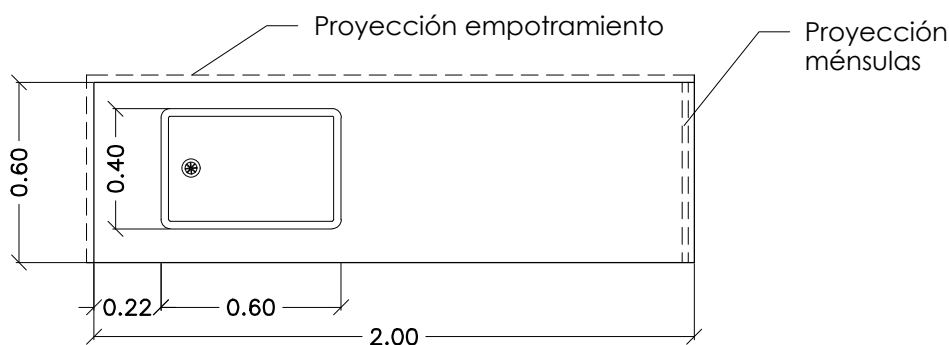 Proyección empotramiento
Proyección
ménsulas
0.60
0.40
0.22
0.60
2.00